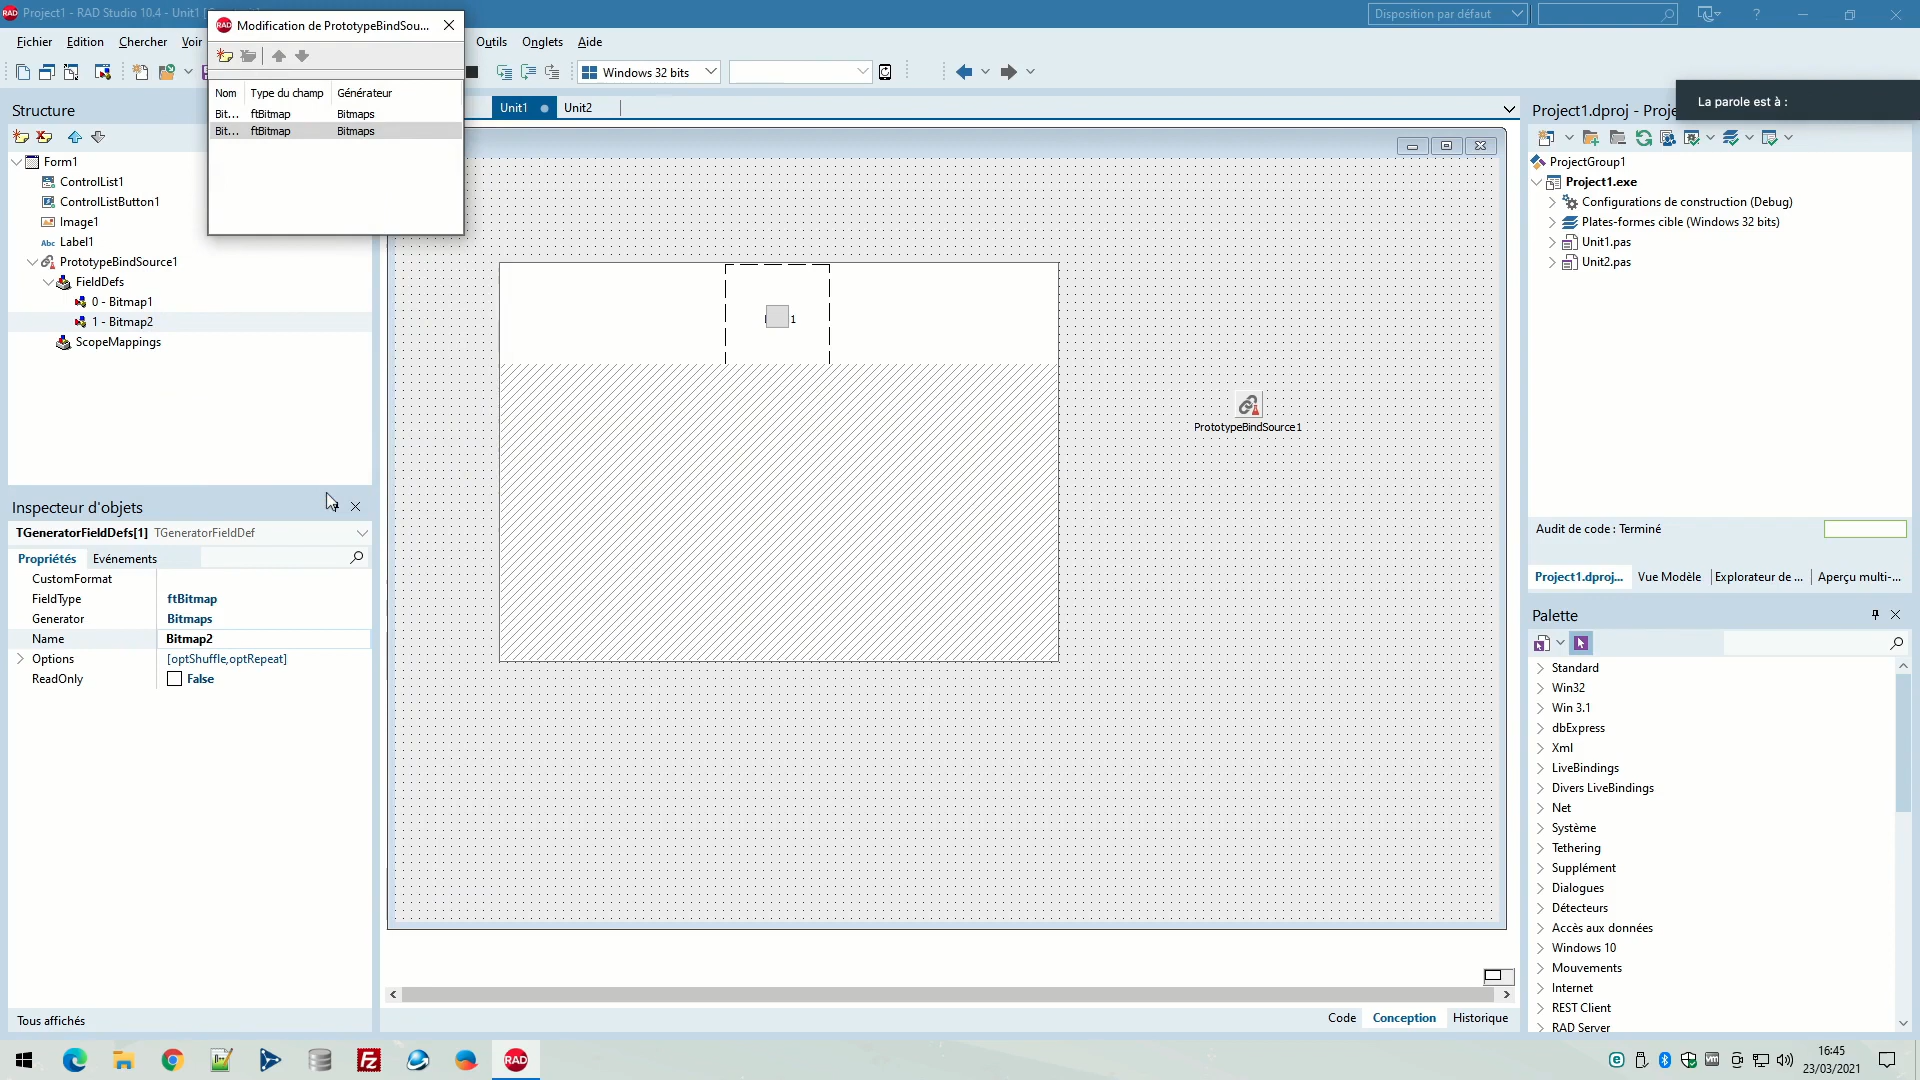 Project1 - RAD Studio 10.4 - Unit1
Disposition par défaut
?
Modification de PrototypeBindSou...
Fichier Edition Chercher Voir
Outils Onglets Aide
Windows 32 bits
Nom Type du champ Générateur
Bit... ftBitmap Bitmaps
Bit... ftBitmap Bitmaps
Structure
Form1
ControlList1
ControlListButton1
Image1
Abc Label1
PrototypeBindSource1
FieldDefs
0 - Bitmap1
1 - Bitmap2
ScopeMappings
Unit1 Unit2
1
PrototypeBindSource1
Inspecteur d'objets
TGeneratorFieldDefs[1] TGeneratorFieldDef
Propriétés Evénements
CustomFormat
FieldType ftBitmap
Generator Bitmaps
Name Bitmap2
Options [optShuffle,optRepeat]
ReadOnly False
Tous affichés
Code Conception Historique
Project1.dproj - Proje
La parole est à :
ProjectGroup1
Project1.exe
Configurations de construction (Debug)
Plates-formes cible (Windows 32 bits)
Unit1.pas
Unit2.pas
Audit de code : Terminé
Project1.dproj... Vue Modèle Explorateur de ... Aperçu multi-...
Palette
Standard
Win32
Win 3.1
dbExpress
Xml
LiveBindings
Divers LiveBindings
Net
Système
Tethering
Supplément
Dialogues
Détecteurs
Accès aux données
Windows 10
Mouvements
Internet
REST Client
RAD Server
RAD
16:45
23/03/2021